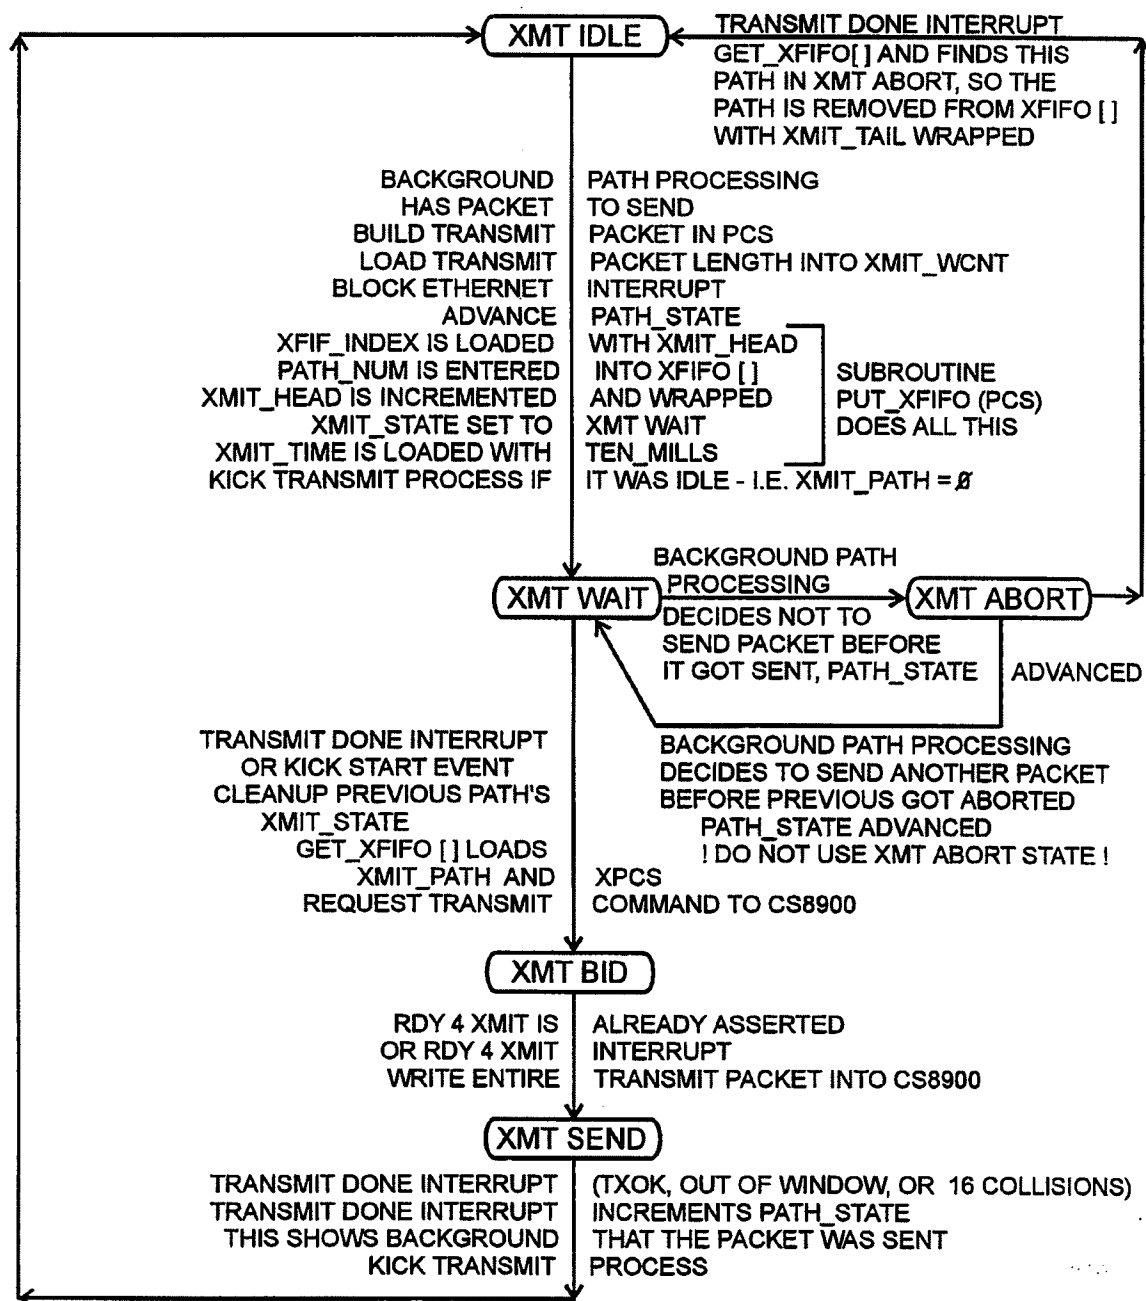 XMT IDLE
TRANSMIT DONE INTERRUPT
GET_XFIFO[ ] AND FINDS THIS
PATH IN XMT ABORT, SO THE
PATH IS REMOVED FROM XFIFO [ ]
WITH XMIT_TAIL WRAPPED
BACKGROUND PATH PROCESSING
HAS PACKET TO SEND
BUILD TRANSMIT PACKET IN PCS
LOAD TRANSMIT PACKET LENGTH INTO XMIT_WCNT
BLOCK ETHERNET INTERRUPT
ADVANCE PATH_STATE
XFIF_INDEX IS LOADED WITH XMIT_HEAD
PATH_NUM IS ENTERED INTO XFIFO [ ]
XMIT_HEAD IS INCREMENTED AND WRAPPED
XMIT_STATE SET TO XMT WAIT
XMIT_TIME IS LOADED WITH TEN_MILLS
SUBROUTINE
PUT_XFIFO (PCS)
DOES ALL THIS
KICK TRANSMIT PROCESS IF IT WAS IDLE - I.E. XMIT_PATH = Ø
XMT WAIT
BACKGROUND PATH
PROCESSING
DECIDES NOT TO
SEND PACKET BEFORE
IT GOT SENT, PATH_STATE ADVANCED
XMT ABORT
BACKGROUND PATH PROCESSING
DECIDES TO SEND ANOTHER PACKET
BEFORE PREVIOUS GOT ABORTED
PATH_STATE ADVANCED
! DO NOT USE XMT ABORT STATE !
TRANSMIT DONE INTERRUPT
OR KICK START EVENT
CLEANUP PREVIOUS PATH'S
XMIT_STATE
GET_XFIFO [ ] LOADS
XMIT_PATH AND XPCS
REQUEST TRANSMIT COMMAND TO CS8900
XMT BID
RDY 4 XMIT IS ALREADY ASSERTED
OR RDY 4 XMIT INTERRUPT
WRITE ENTIRE TRANSMIT PACKET INTO CS8900
XMT SEND
TRANSMIT DONE INTERRUPT (TXOK, OUT OF WINDOW, OR 16 COLLISIONS)
TRANSMIT DONE INTERRUPT INCREMENTS PATH_STATE
THIS SHOWS BACKGROUND THAT THE PACKET WAS SENT
KICK TRANSMIT PROCESS